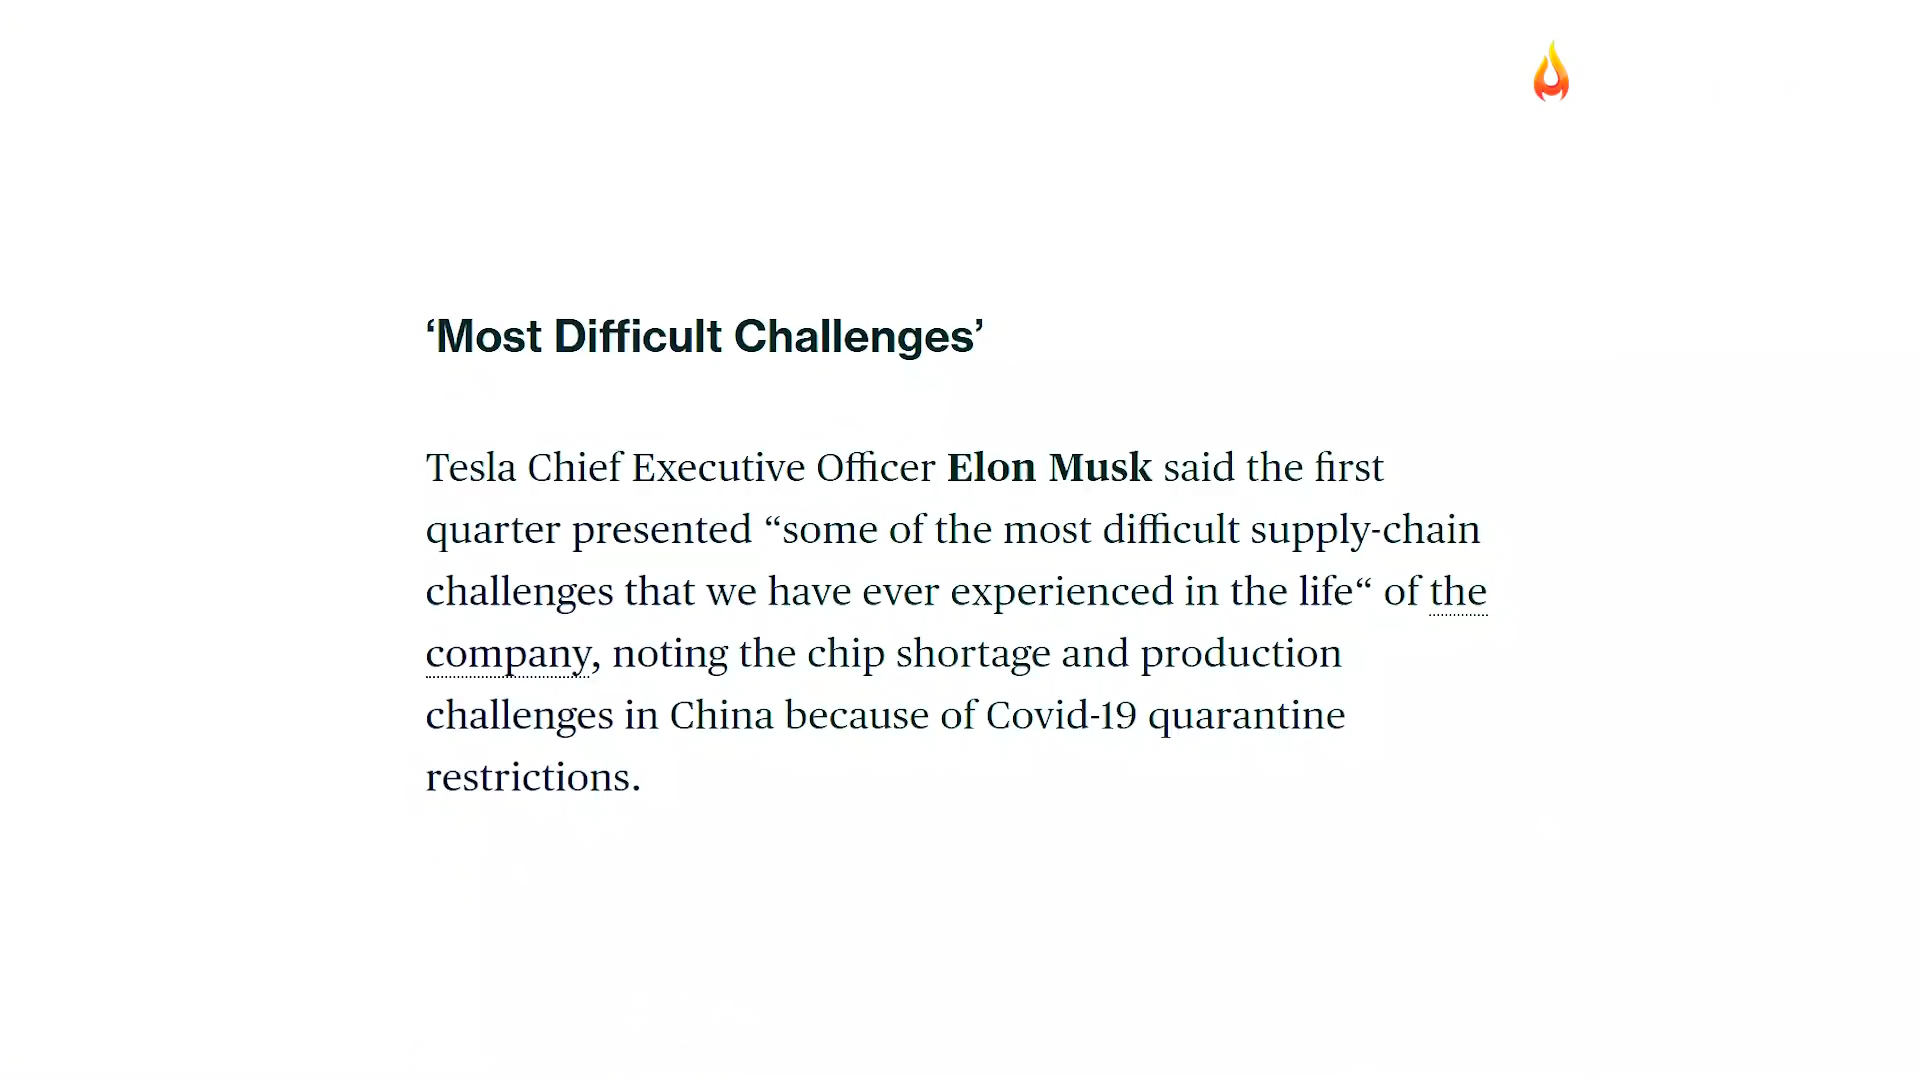 ‘Most Difficult Challenges’
Tesla Chief Executive Officer Elon Musk said the first
quarter presented “some of the most difficult supply-chain
challenges that we have ever experienced in the life“ of the
company, noting the chip shortage and production
challenges in China because of Covid-19 quarantine
restrictions.